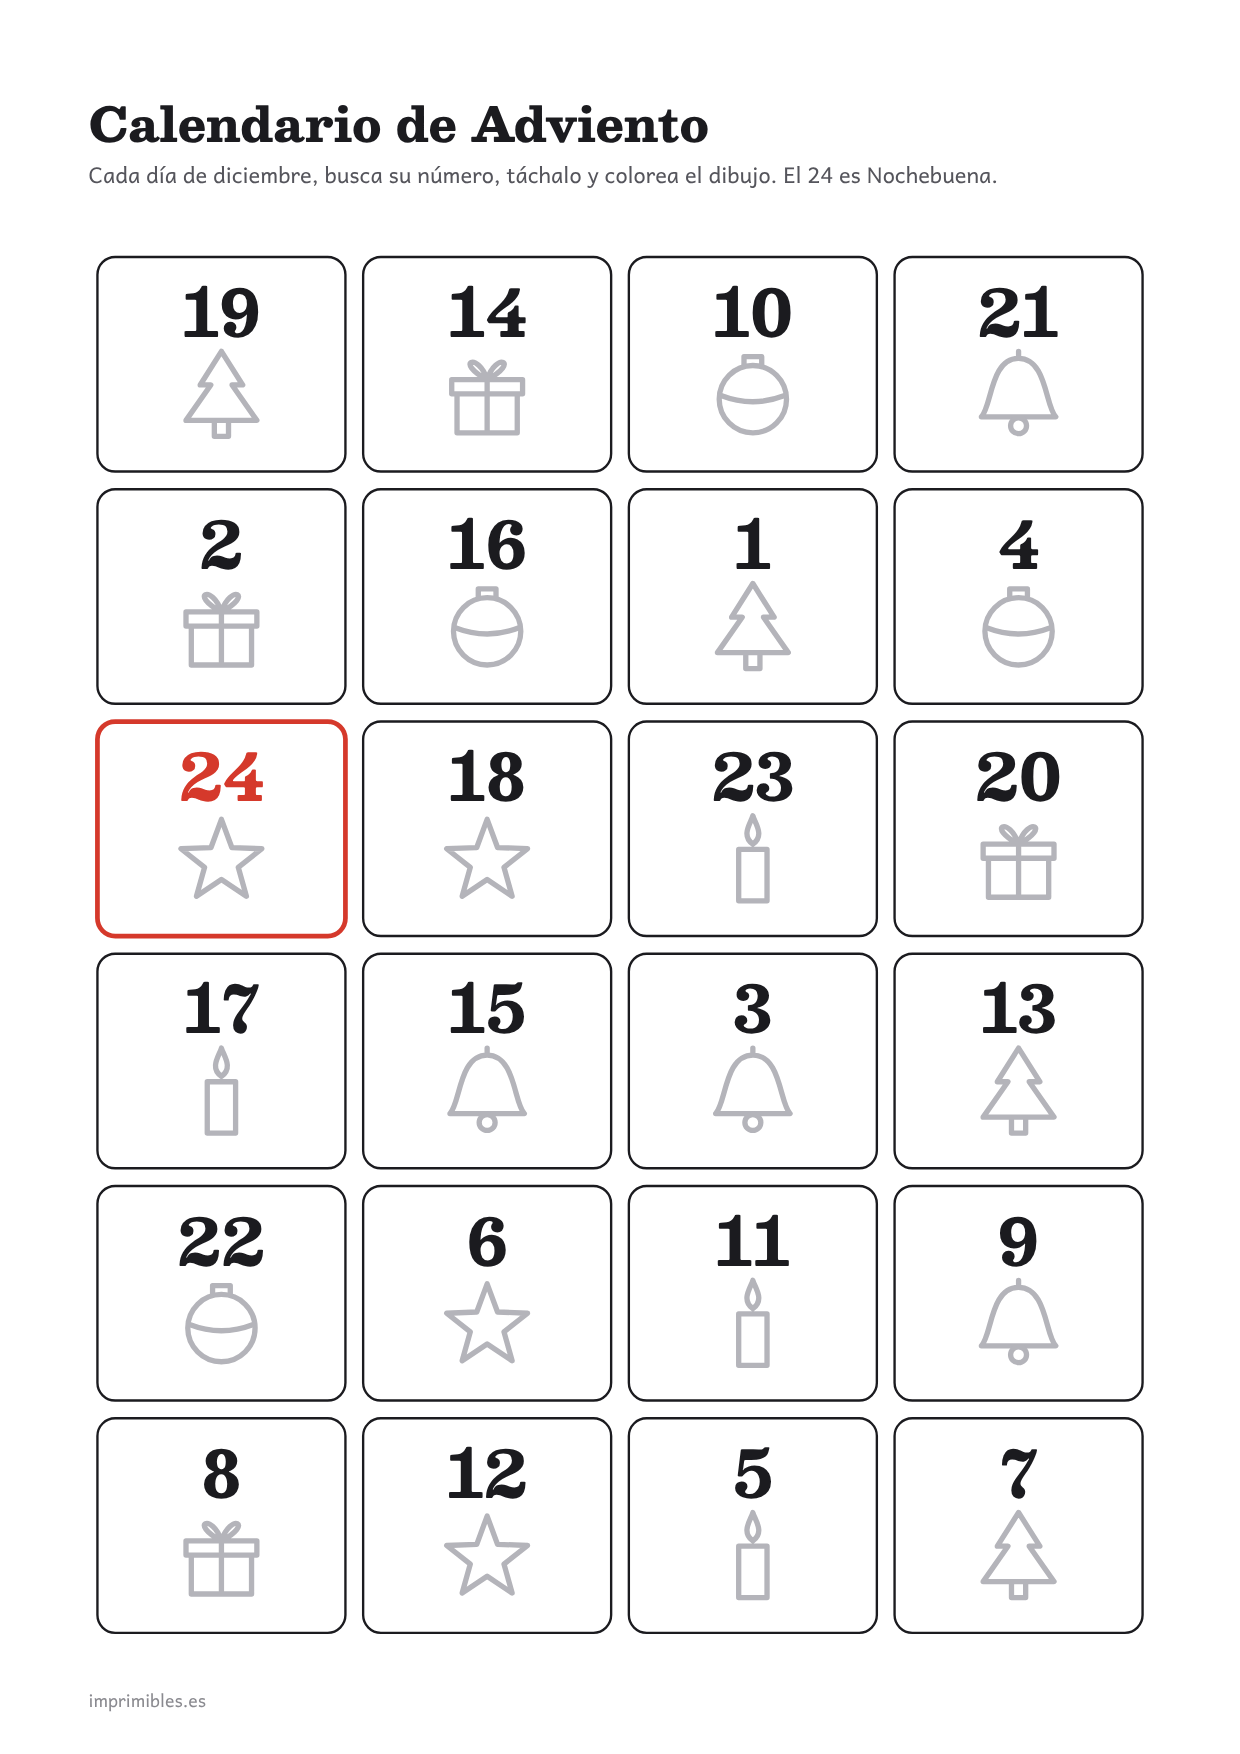 Calendario de Adviento
Cada día de diciembre, busca su número, táchalo y colorea el dibujo. El 24 es Nochebuena.
19 14 10 21
2 16 1 4
24 18 23 20
17 15 3 13
22 6 11 9
8 12 5 7
imprimibles.es